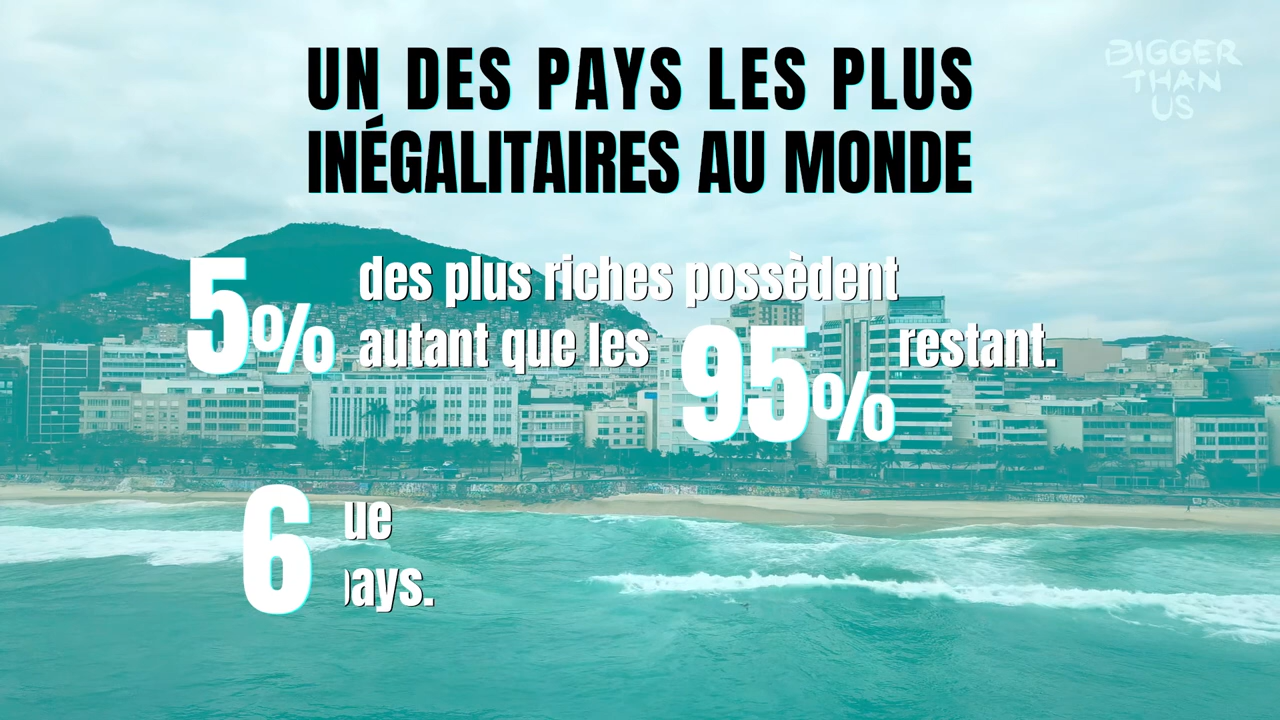 UN DES PAYS LES PLUS
INÉGALITAIRES AU MONDE
BIGGER
THAN
US
5% des plus riches possèdent
autant que les 95% restant.
6
ue
ays.